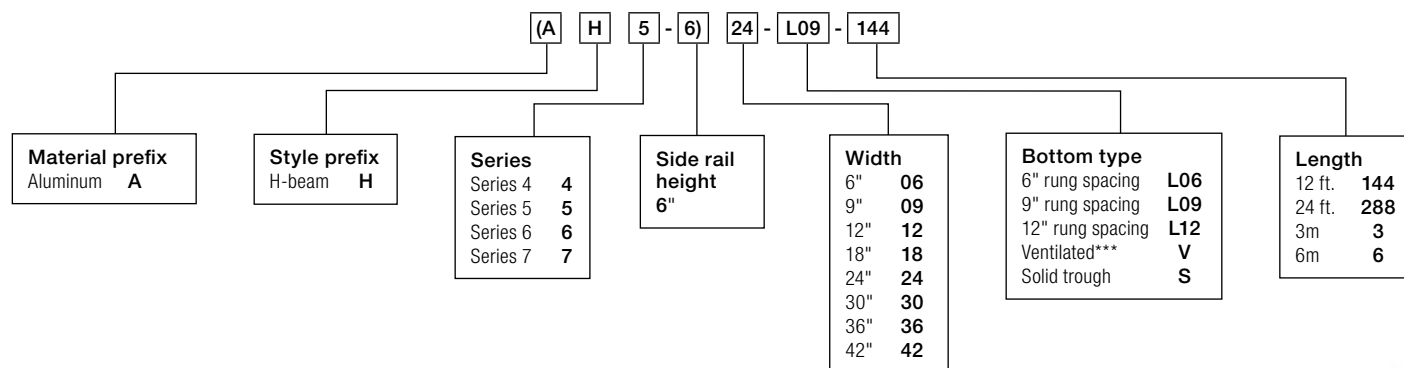 (A H 5 - 6) 24 - L09 - 144
Material prefix
Aluminum A
Style prefix
H-beam H
Series
Series 4 4
Series 5 5
Series 6 6
Series 7 7
Side rail
height
6"
Width
6" 06
9" 09
12" 12
18" 18
24" 24
30" 30
36" 36
42" 42
Bottom type
6" rung spacing L06
9" rung spacing L09
12" rung spacing L12
Ventilated*** V
Solid trough S
Length
12 ft. 144
24 ft. 288
3m 3
6m 6